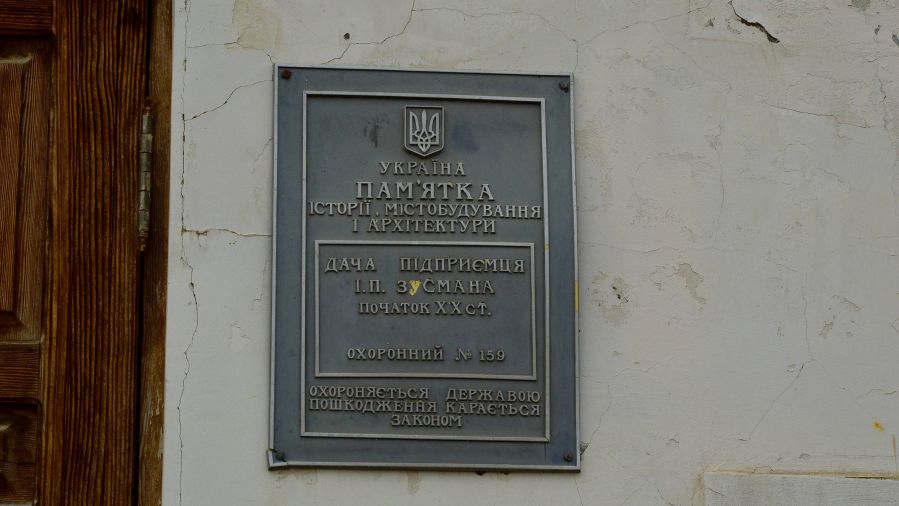 УКРАЇНА
ПАМ'ЯТКА
ІСТОРІЇ, МІСТОБУДУВАННЯ
І АРХІТЕКТУРИ
ДАЧА ПІДПРИЄМЦЯ
І.П. ЗУСМАНА
ПОЧАТОК XX СТ.
ОХОРОННИЙ № 159
ОХОРОНЯЄТЬСЯ ДЕРЖАВОЮ
ПОШКОДЖЕННЯ КАРАЄТЬСЯ
ЗАКОНОМ